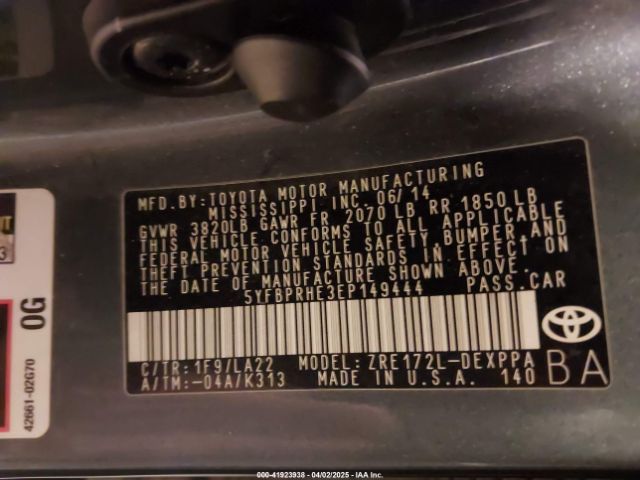 MFD.BY:TOYOTA MOTOR MANUFACTURING
MISSISSIPPI INC. 06/14
GVWR 3820LB GAWR FR 2070 LB RR 1850 LB
THIS VEHICLE CONFORMS TO ALL APPLICABLE
FEDERAL MOTOR VEHICLE SAFETY,BUMPER,AND
THEFT PREVENTION STANDARDS IN EFFECT ON
THE DATE OF MANUFACTURE SHOWN ABOVE.
5YFBPRHE3EP149444 PASS.CAR
C/TR:1F9/LA22 MODEL:ZRE172L-DEXPPA
A/TM:-04A/K313 MADE IN U.S.A. 140
BA
0G
42661-02G70
000-41923938 - 04/02/2025 - IAA Inc.